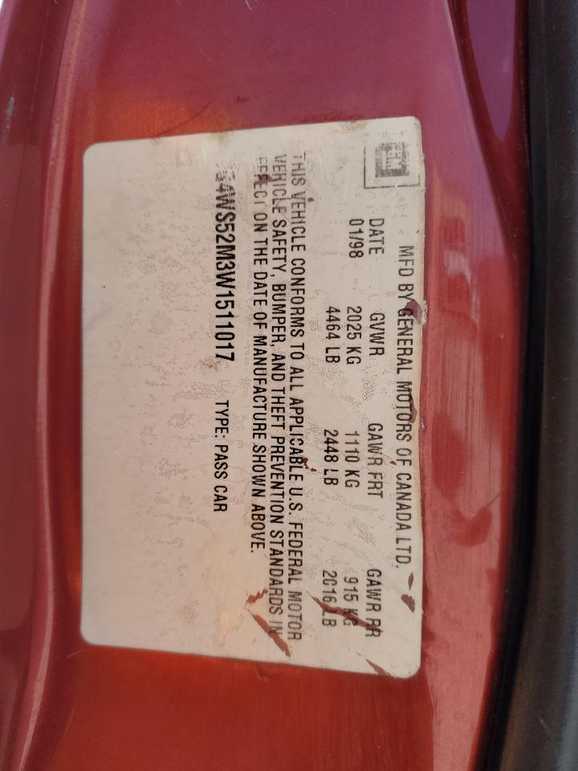 GM
MFD BY GENERAL MOTORS OF CANADA LTD.
DATE GVWR GAWR FRT GAWR RR
01/98 2025 KG 1110 KG 915 KG
4464 LB 2448 LB 2016 LB
THIS VEHICLE CONFORMS TO ALL APPLICABLE U.S. FEDERAL MOTOR
VEHICLE SAFETY, BUMPER, AND THEFT PREVENTION STANDARDS IN
EFFECT ON THE DATE OF MANUFACTURE SHOWN ABOVE.
4WS52M3W1511017 TYPE: PASS CAR